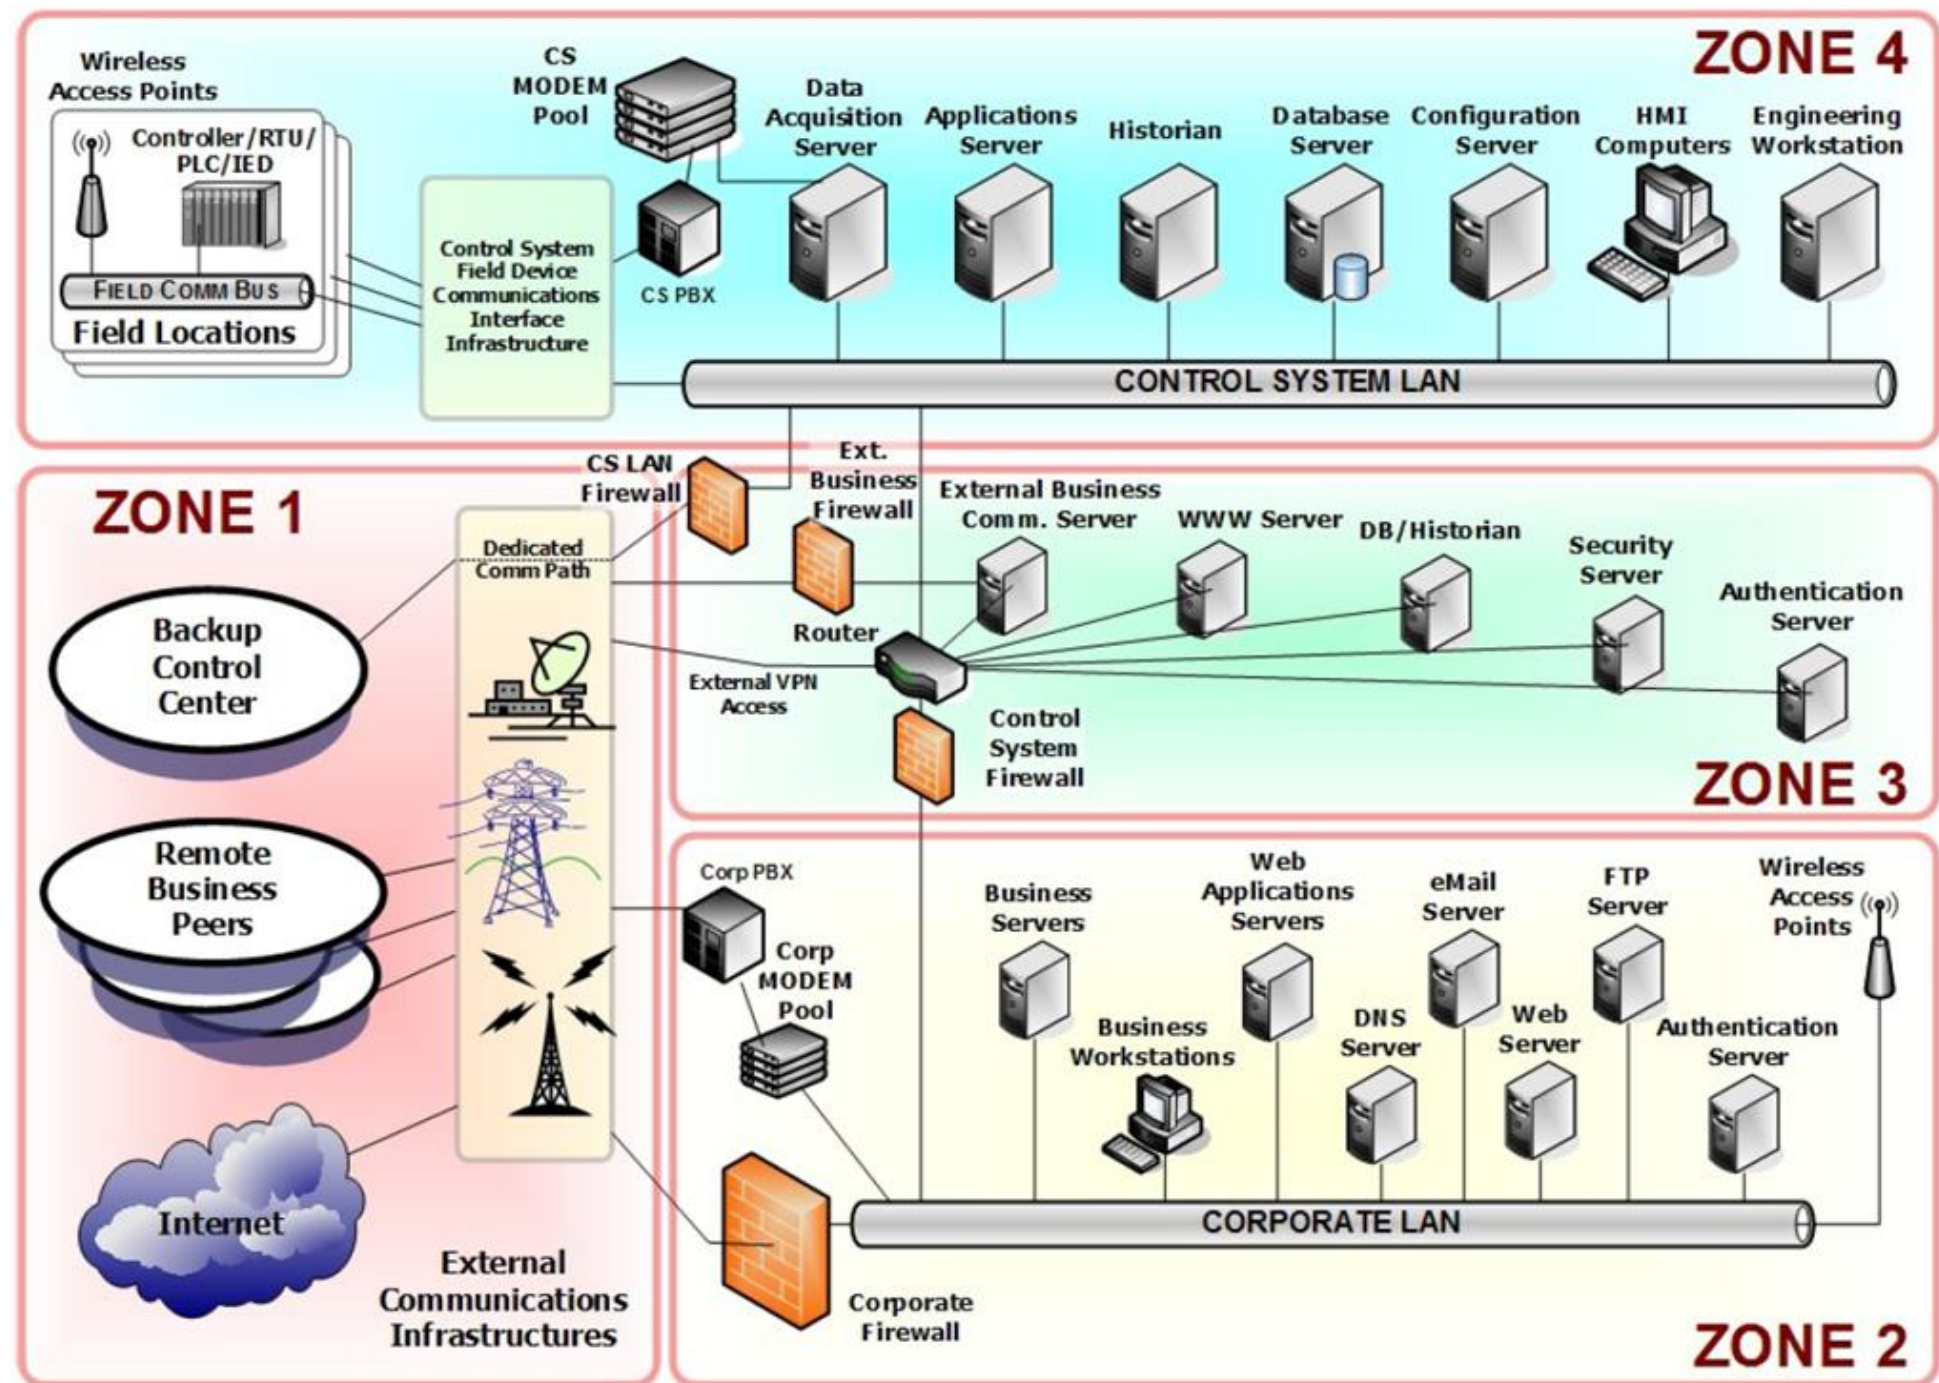 ZONE 4
Wireless
Access Points
Controller/RTU/
PLC/IED
FIELD COMM BUS
Field Locations
Control System
Field Device
Communications
Interface
Infrastructure
CS
MODEM
Pool
CS PBX
Data
Acquisition
Server
Applications
Server
Historian
Database
Server
Configuration
Server
HMI
Computers
Engineering
Workstation
CONTROL SYSTEM LAN
ZONE 1
CS LAN
Firewall
Dedicated
Comm Path
Backup
Control
Center
Remote
Business
Peers
Internet
External
Communications
Infrastructures
Ext.
Business
Firewall
External Business
Comm. Server
WWW Server
DB/Historian
Security
Server
Authentication
Server
Router
External VPN
Access
Control
System
Firewall
ZONE 3
Corp PBX
Corp
MODEM
Pool
Business
Servers
Business
Workstations
Web
Applications
Servers
DNS
Server
eMail
Server
Web
Server
FTP
Server
Authentication
Server
Wireless
Access
Points
CORPORATE LAN
Corporate
Firewall
ZONE 2